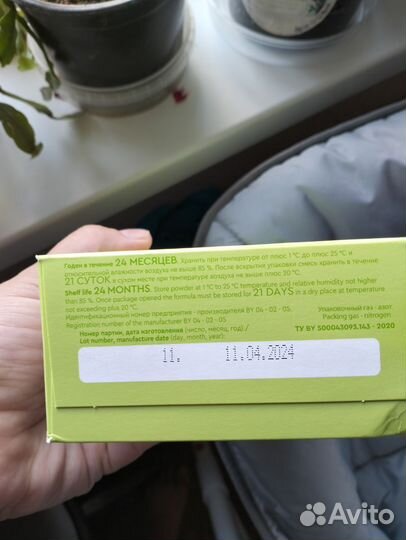 Годен в течение 24 МЕСЯЦЕВ. Хранить при температуре от плюс 1 °C до плюс 25 °C и
относительной влажности воздуха не выше 85 %. После вскрытия упаковки смесь хранить в течение
21 СУТОК в сухом месте при температуре воздуха не выше плюс 20 °C.
Shelf life 24 MONTHS. Store powder at 1°C to 25 °C temperature and relative humidity not higher
than 85 %. Once package opened the formula must be stored for 21 DAYS in a dry place at temperature
not exceeding plus 20 °C.
Идентификационный номер предприятия - производителя BY 04 - 02 - 05.
Registration number of the manufacturer BY 04 - 02 - 05
Упаковочный газ - азот
Packing gas - nitrogen
Номер партии, дата изготовления (число, месяц, год) /
Lot number, manufacture date (day, month, year):
ТУ BY 500043093.143 - 2020
11. 11.04.2024
Avito